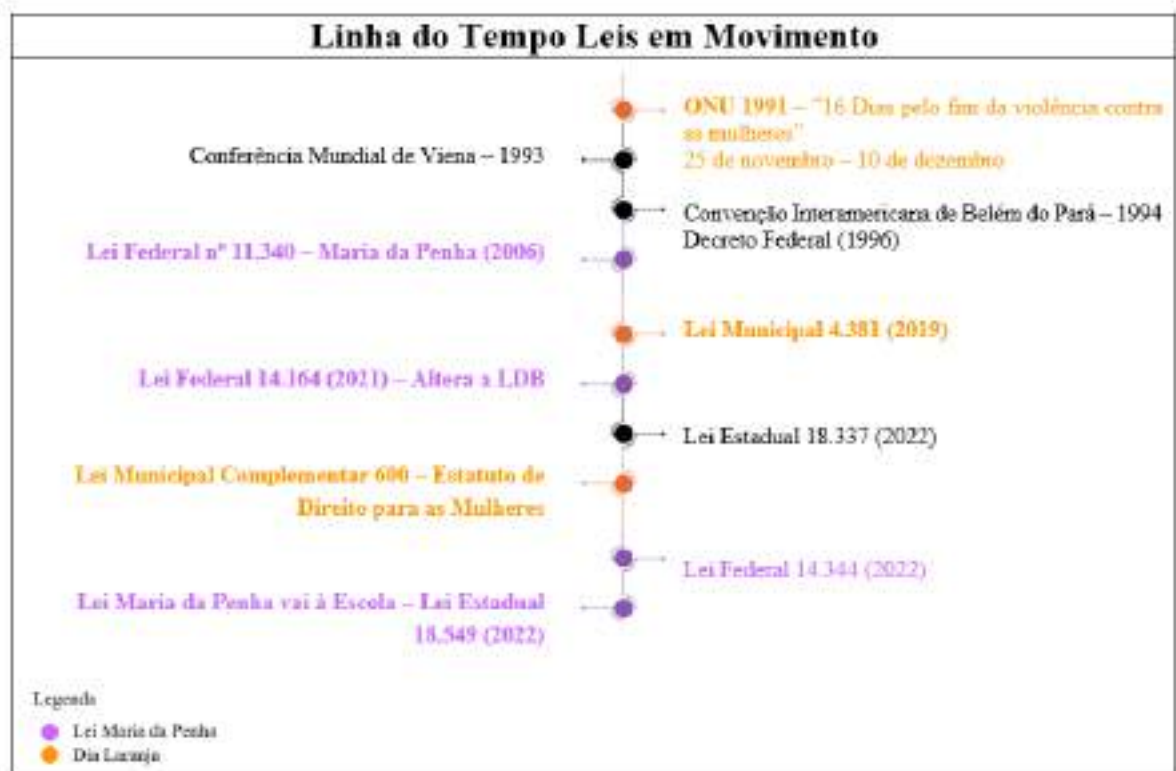 Linha do Tempo Leis em Movimento
ONU 1991 – "16 Dias pelo fim da violência contra
as mulheres"
25 de novembro – 10 de dezembro
Conferência Mundial de Viena – 1993
Convenção Interamericana de Belém do Pará – 1994
Decreto Federal (1996)
Lei Federal nº 11.340 – Maria da Penha (2006)
Lei Municipal 4.381 (2019)
Lei Federal 14.164 (2021) – Altera a LDB
Lei Estadual 18.337 (2022)
Lei Municipal Complementar 600 – Estatuto de
Direito para as Mulheres
Lei Federal 14.344 (2022)
Lei Maria da Penha vai à Escola – Lei Estadual
18.549 (2022)
Legenda
Lei Maria da Penha
Dia Laranja